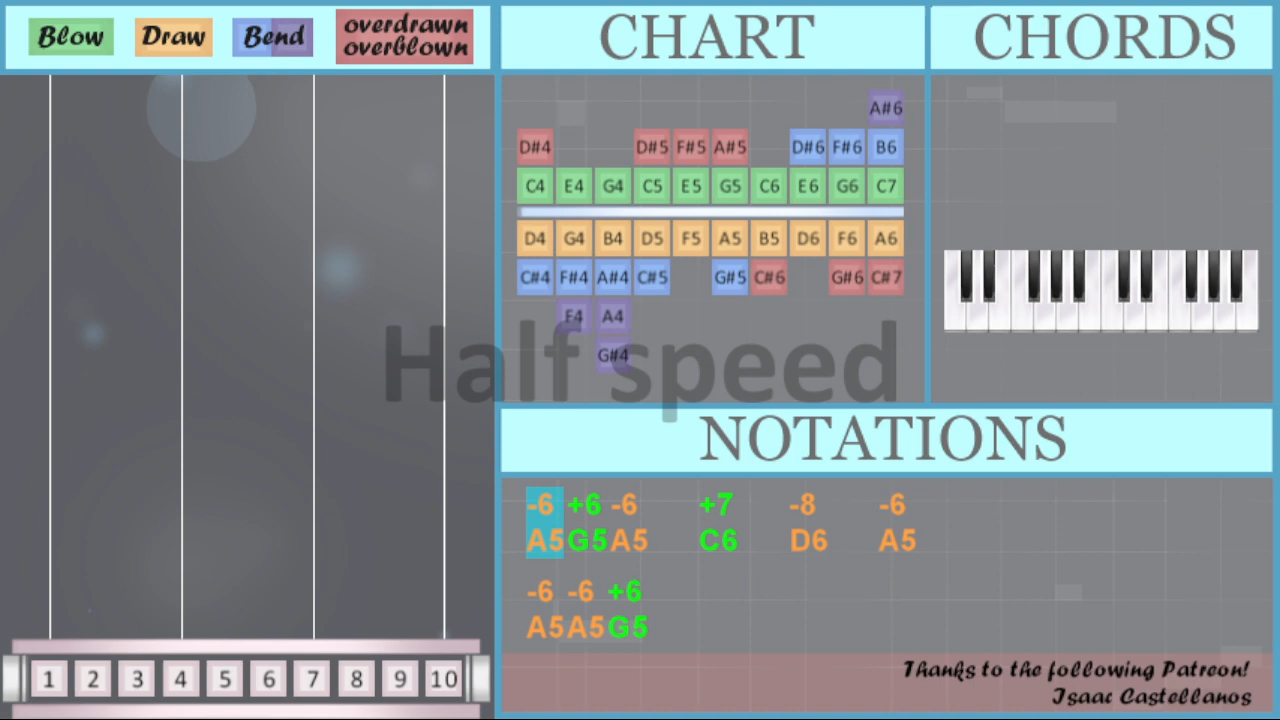 Blow Draw Bend overdrawn overblown
CHART
CHORDS
A#6
D#4 D#5 F#5 A#5 D#6 F#6 B6
C4 E4 G4 C5 E5 G5 C6 E6 G6 C7
D4 G4 B4 D5 F5 A5 B5 D6 F6 A6
C#4 F#4 A#4 C#5 G#5 C#6 G#6 C#7
F4 A4
G#4
Half speed
NOTATIONS
-6 +6 -6 +7 -8 -6
A5 G5 A5 C6 D6 A5
-6 -6 +6
A5 A5 G5
Thanks to the following Patreon!
Isaac Castellanos
1 2 3 4 5 6 7 8 9 10